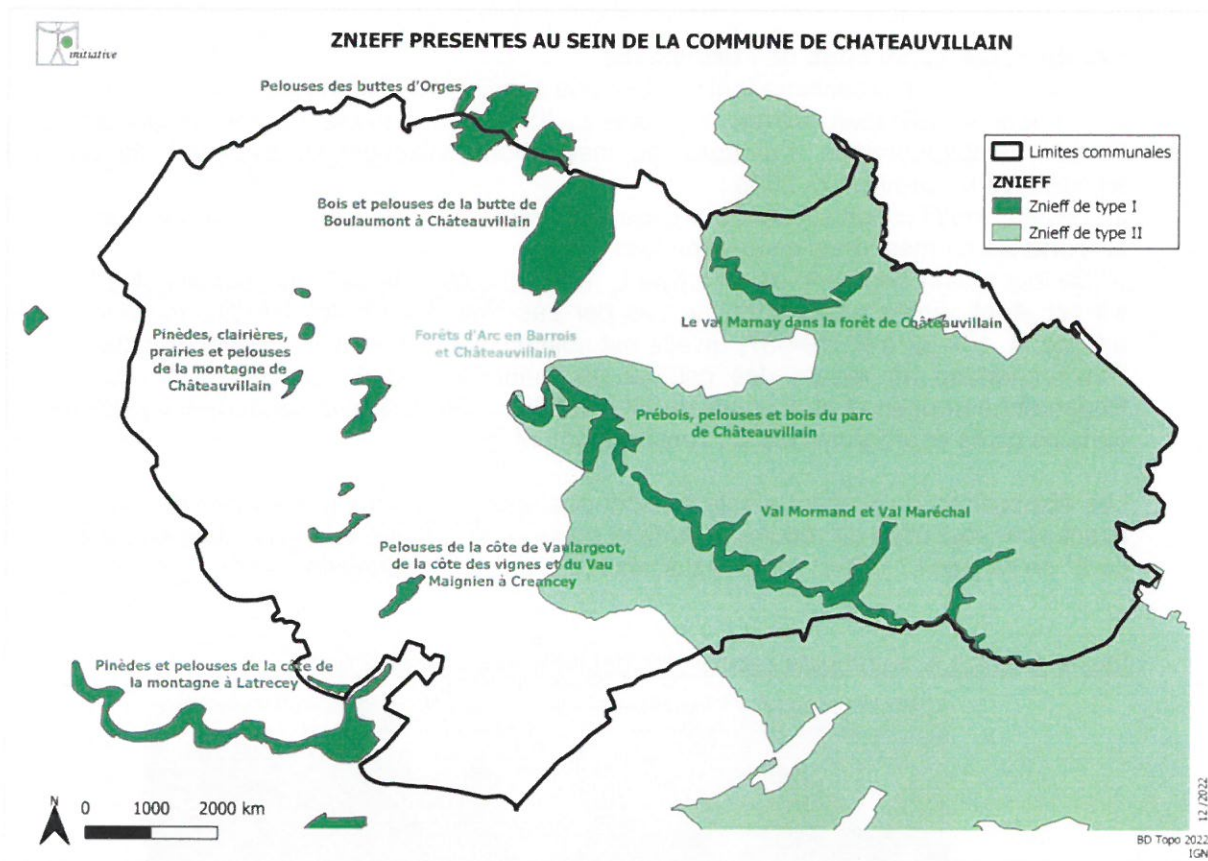 initiative
ZNIEFF PRESENTES AU SEIN DE LA COMMUNE DE CHATEAUVILLAIN
Pelouses des buttes d'Orges
Limites communales
ZNIEFF
Znieff de type I
Znieff de type II
Bois et pelouses de la butte de
Boulaumont à Châteauvillain
Le val Marnay dans la forêt de Châteauvillain
Pinèdes, clairières,
prairies et pelouses
de la montagne de
Châteauvillain
Forêts d'Arc en Barrois
et Châteauvillain
Prébois, pelouses et bois du parc
de Châteauvillain
Val Mormand et Val Maréchal
Pelouses de la côte de Vaulargeot,
de la côte des vignes et du Vau
Maignien à Creancey
Pinèdes et pelouses de la côte de
la montagne à Latrecey
N
0 1000 2000 km
12 /2022
BD Topo 2022
IGN